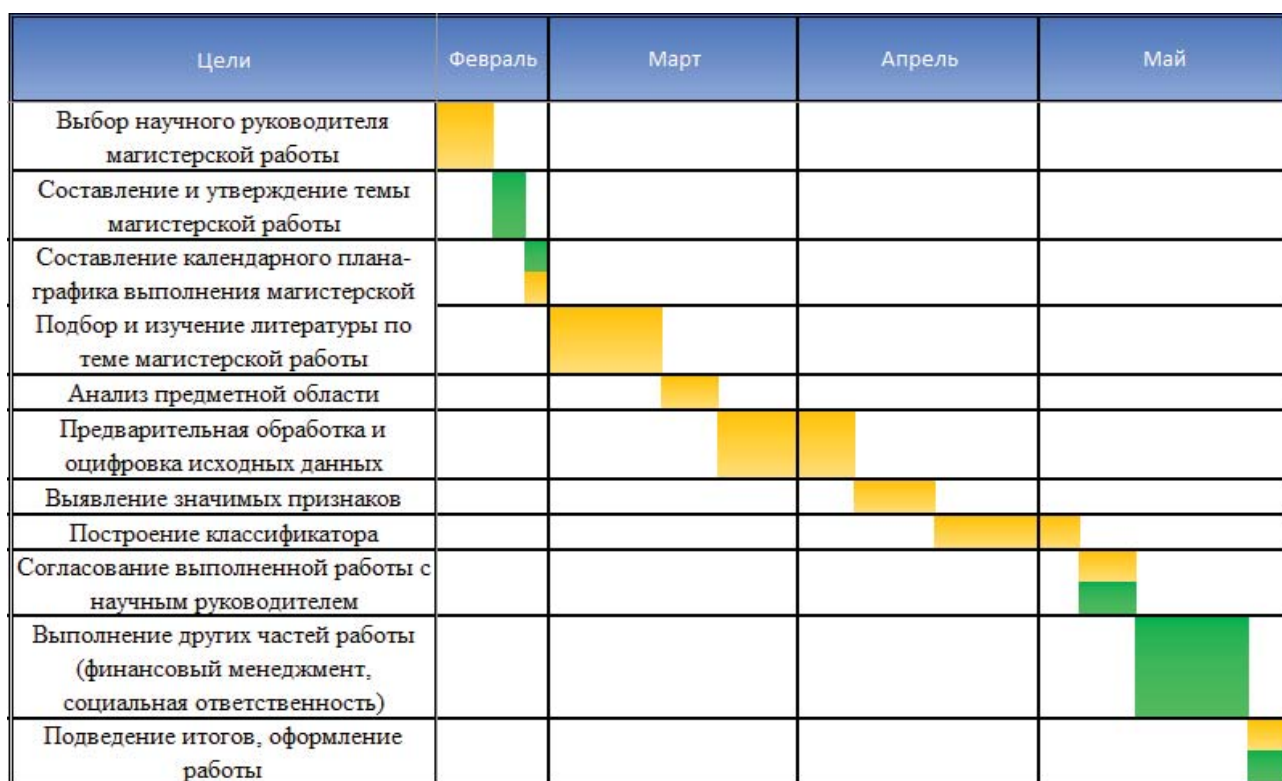 Цели
Февраль
Март
Апрель
Май
Выбор научного руководителя
магистерской работы
Составление и утверждение темы
магистерской работы
Составление календарного плана-
графика выполнения магистерской
Подбор и изучение литературы по
теме магистерской работы
Анализ предметной области
Предварительная обработка и
оцифровка исходных данных
Выявление значимых признаков
Построение классификатора
Согласование выполненной работы с
научным руководителем
Выполнение других частей работы
(финансовый менеджмент,
социальная ответственность)
Подведение итогов, оформление
работы